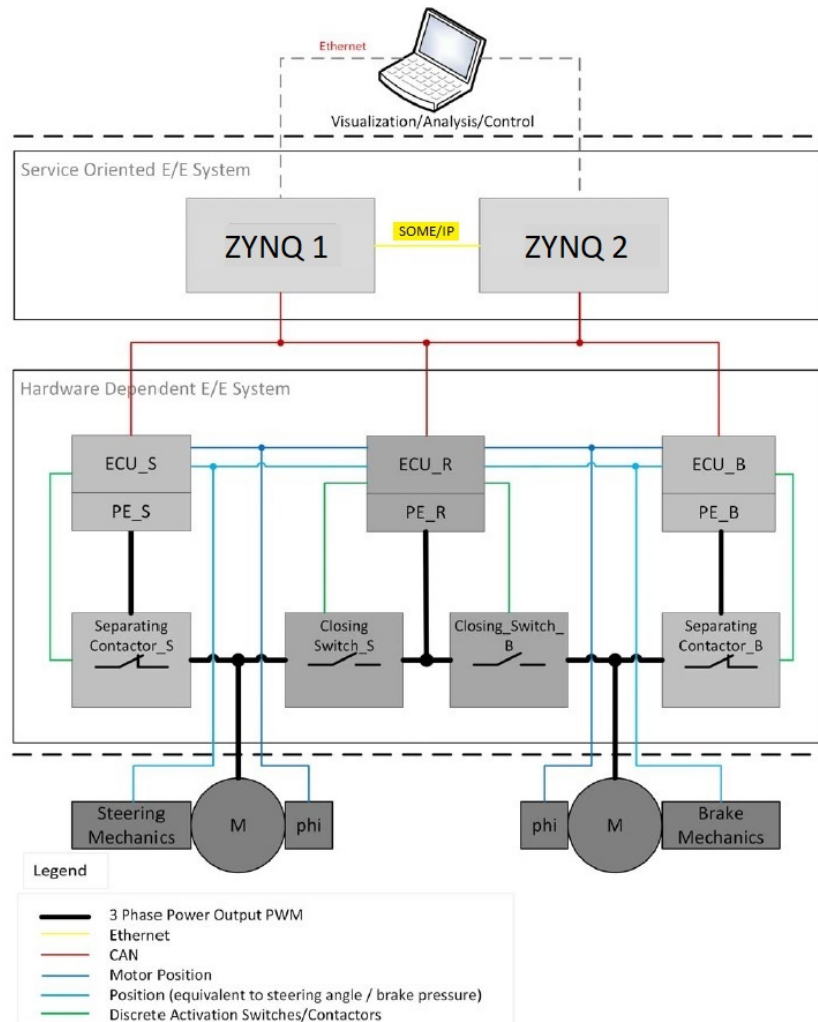 Ethernet
Visualization/Analysis/Control
Service Oriented E/E System
ZYNQ 1
SOME/IP
ZYNQ 2
Hardware Dependent E/E System
ECU_S
ECU_R
ECU_B
PE_S
PE_R
PE_B
Separating
Contactor_S
Closing
Switch_S
Closing_Switch_
B
Separating
Contactor_B
Steering
Mechanics
M
phi
phi
M
Brake
Mechanics
Legend
3 Phase Power Output PWM
Ethernet
CAN
Motor Position
Position (equivalent to steering angle / brake pressure)
Discrete Activation Switches/Contactors